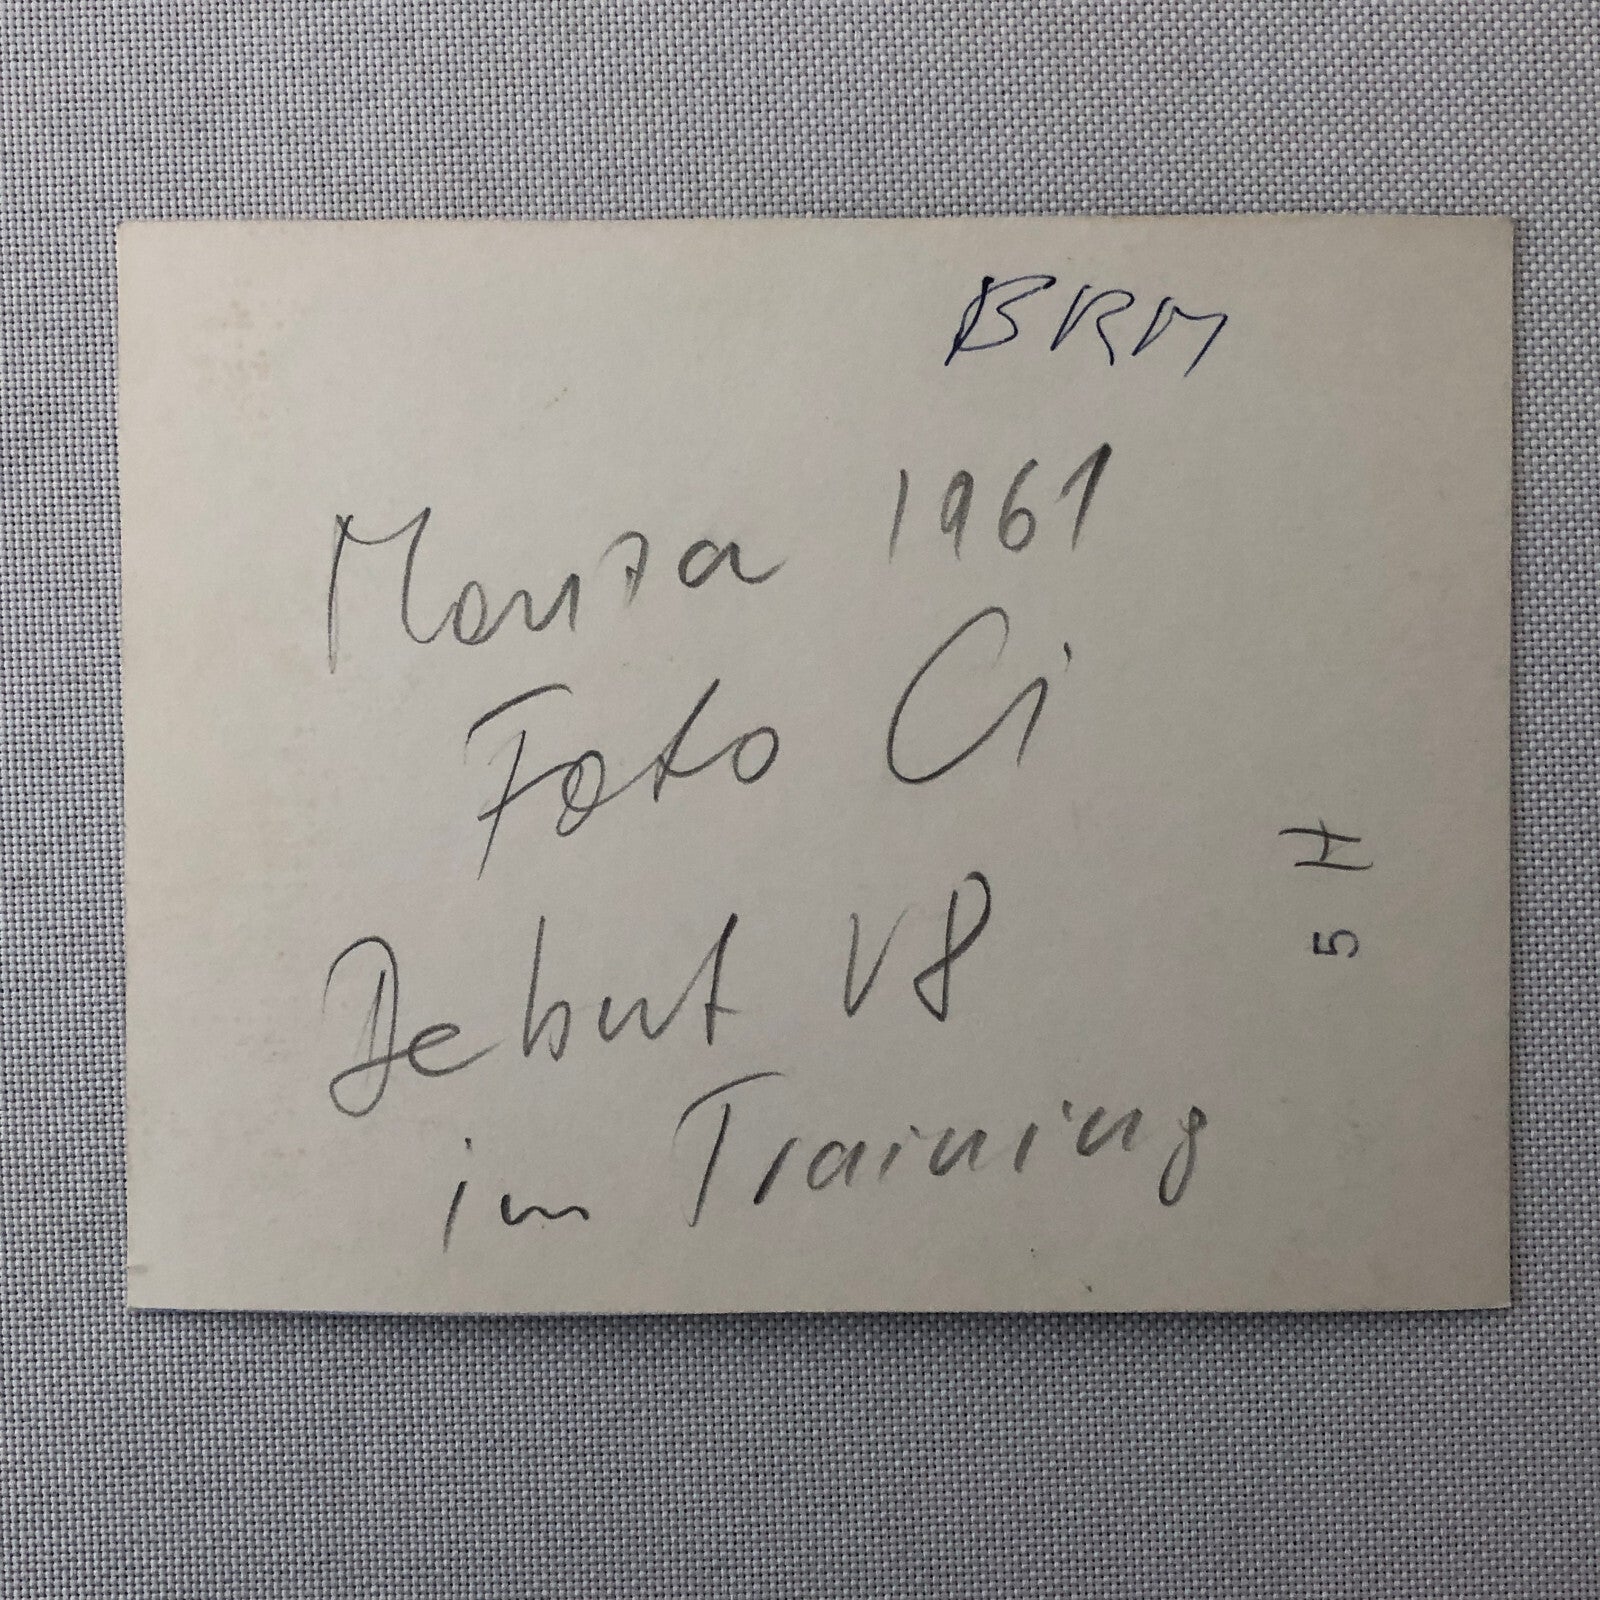 BRM
Monza 1961
Foto Ci
Debut V8
im Training
5 H